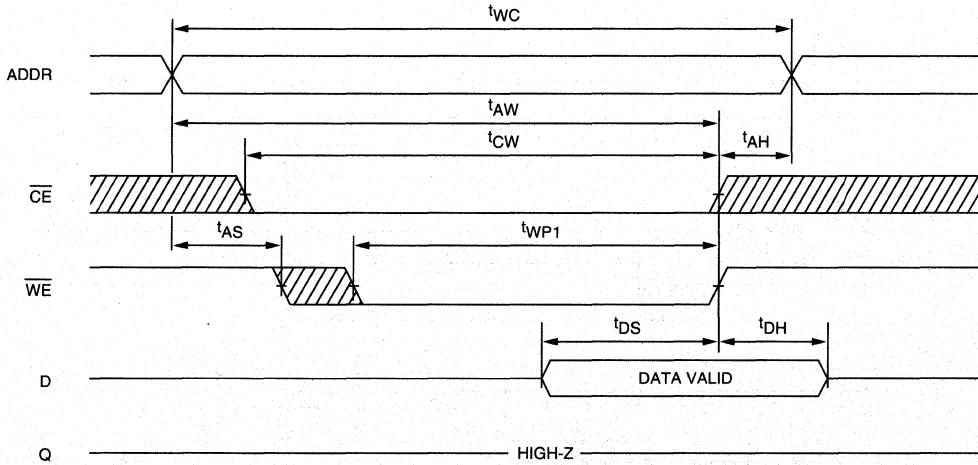 tWC
ADDR
tAW
tCW
tAH
CE
tAS
tWP1
WE
tDS
tDH
D
DATA VALID
Q
HIGH-Z